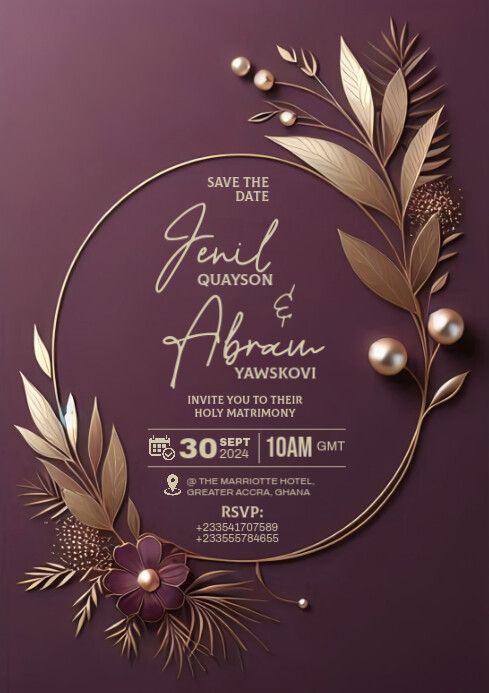 SAVE THE
DATE
Jenil
QUAYSON
&
Abram
YAWSKOVI
INVITE YOU TO THEIR
HOLY MATRIMONY
30 SEPT 2024 10AM GMT
@ THE MARRIOTTE HOTEL,
GREATER ACCRA, GHANA
RSVP:
+233541707589
+233555784655